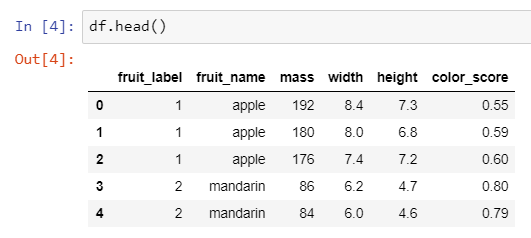 In [4]: df.head()
Out[4]:
fruit_label fruit_name mass width height color_score
0 1 apple 192 8.4 7.3 0.55
1 1 apple 180 8.0 6.8 0.59
2 1 apple 176 7.4 7.2 0.60
3 2 mandarin 86 6.2 4.7 0.80
4 2 mandarin 84 6.0 4.6 0.79